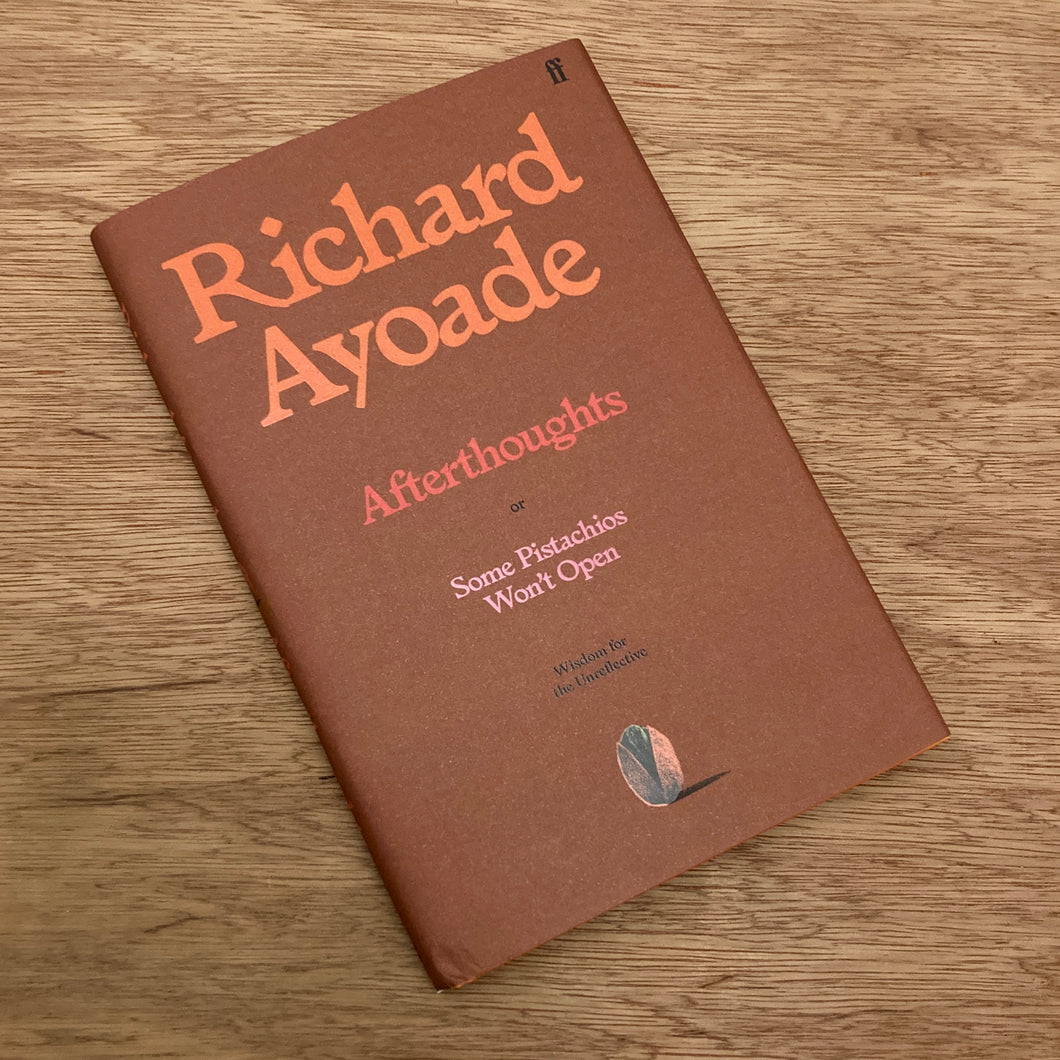 ff
Richard
Ayoade
Afterthoughts
or
Some Pistachios
Won't Open
Wisdom for
the Unreflective